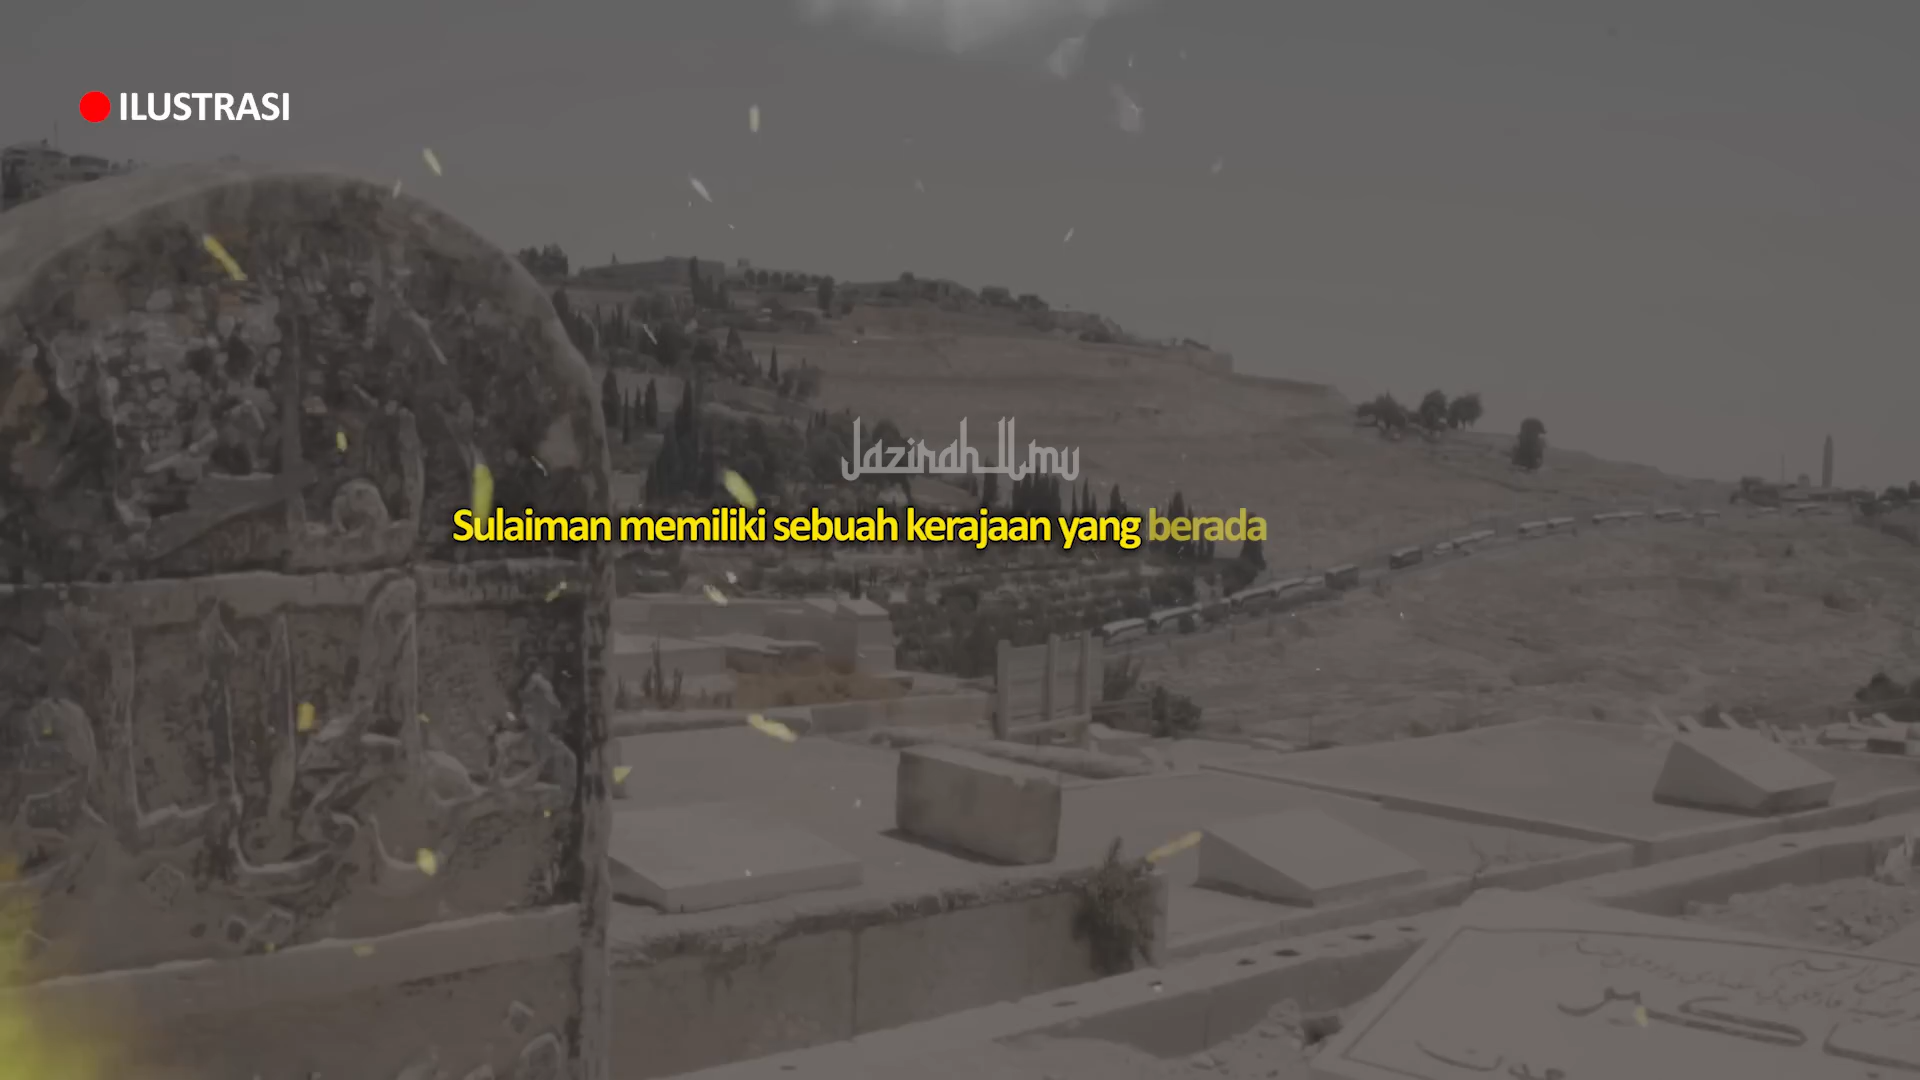 ILUSTRASI
Jazirah Ilmu
Sulaiman memiliki sebuah kerajaan yang berada